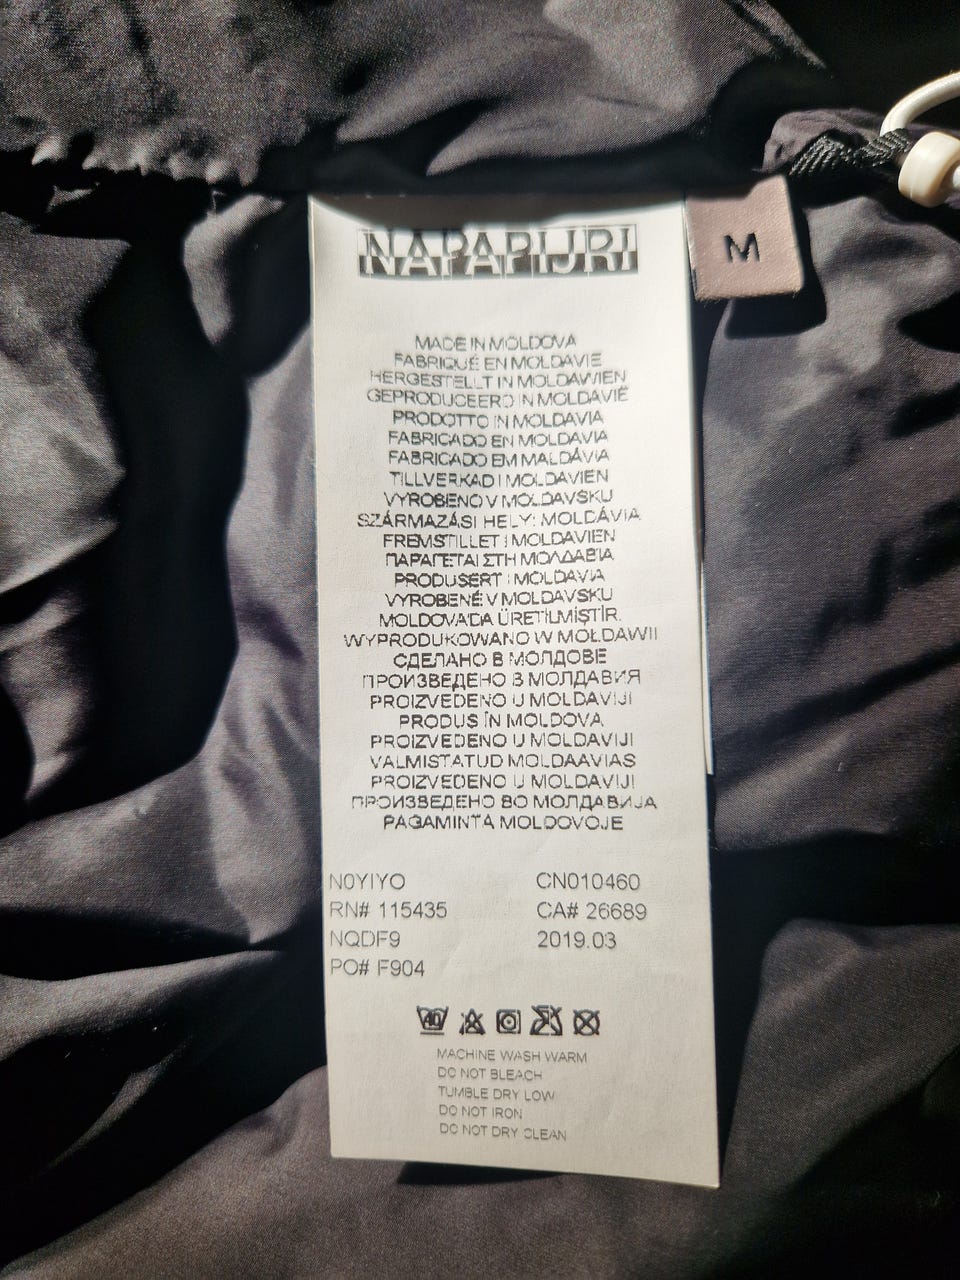 NAPAPIJRI
M
MADE IN MOLDOVA
FABRIQUÉ EN MOLDAVIE
HERGESTELLT IN MOLDAWIEN
GEPRODUCEERD IN MOLDAVIË
PRODOTTO IN MOLDAVIA
FABRICADO EN MOLDAVIA
FABRICADO EM MALDÁVIA
TILLVERKAD I MOLDAVIEN
VYROBENO V MOLDAVSKU
SZÁRMAZÁSI HELY: MOLDÁVIA
FREMSTILLET I MOLDAVIEN
ΠΑΡΑΓΕΤΑΙ ΣΤΗ ΜΟΛΔΑΒΙΑ
PRODUSERT I MOLDAVIA
VYROBENÉ V MOLDAVSKU
MOLDOVADA ÜRETILMIŞTIR.
WYPRODUKOWANO W MOŁDAWII
СДЕЛАНО В МОЛДОВЕ
ПРОИЗВЕДЕНО В МОЛДАВИЯ
PROIZVEDENO U MOLDAVIJI
PRODUS ÎN MOLDOVA
PROIZVEDENO U MOLDAVIJI
VALMISTATUD MOLDAAVIAS
PROIZVEDENO U MOLDAVIJI
ПРОИЗВЕДЕНО ВО МОЛДАВИЈА
PAGAMINTA MOLDOVOJE
N0YIYO CN010460
RN# 115435 CA# 26689
NQDF9 2019.03
PO# F904
40
MACHINE WASH WARM
DO NOT BLEACH
TUMBLE DRY LOW
DO NOT IRON
DO NOT DRY CLEAN